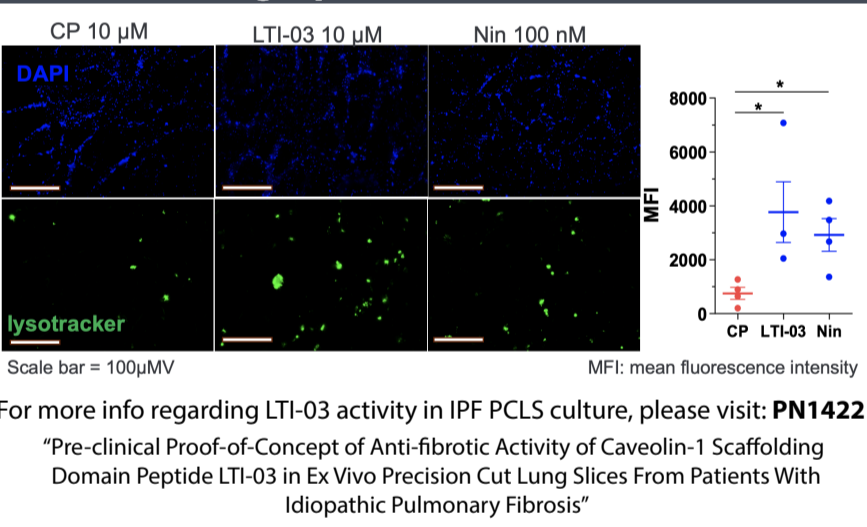 CP 10 µM
LTI-03 10 µM
Nin 100 nM
DAPI
lysotracker
Scale bar = 100µMV
*
*
8000
6000
4000
2000
0
MFI
CP
LTI-03
Nin
MFI: mean fluorescence intensity
For more info regarding LTI-03 activity in IPF PCLS culture, please visit: PN1422
“Pre-clinical Proof-of-Concept of Anti-fibrotic Activity of Caveolin-1 Scaffolding
Domain Peptide LTI-03 in Ex Vivo Precision Cut Lung Slices From Patients With
Idiopathic Pulmonary Fibrosis”